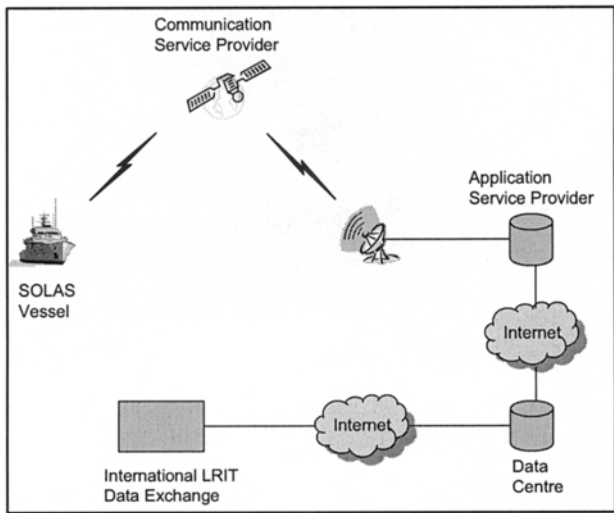 Communication
Service Provider
Application
Service Provider
SOLAS
Vessel
Internet
Internet
International LRIT
Data Exchange
Data
Centre